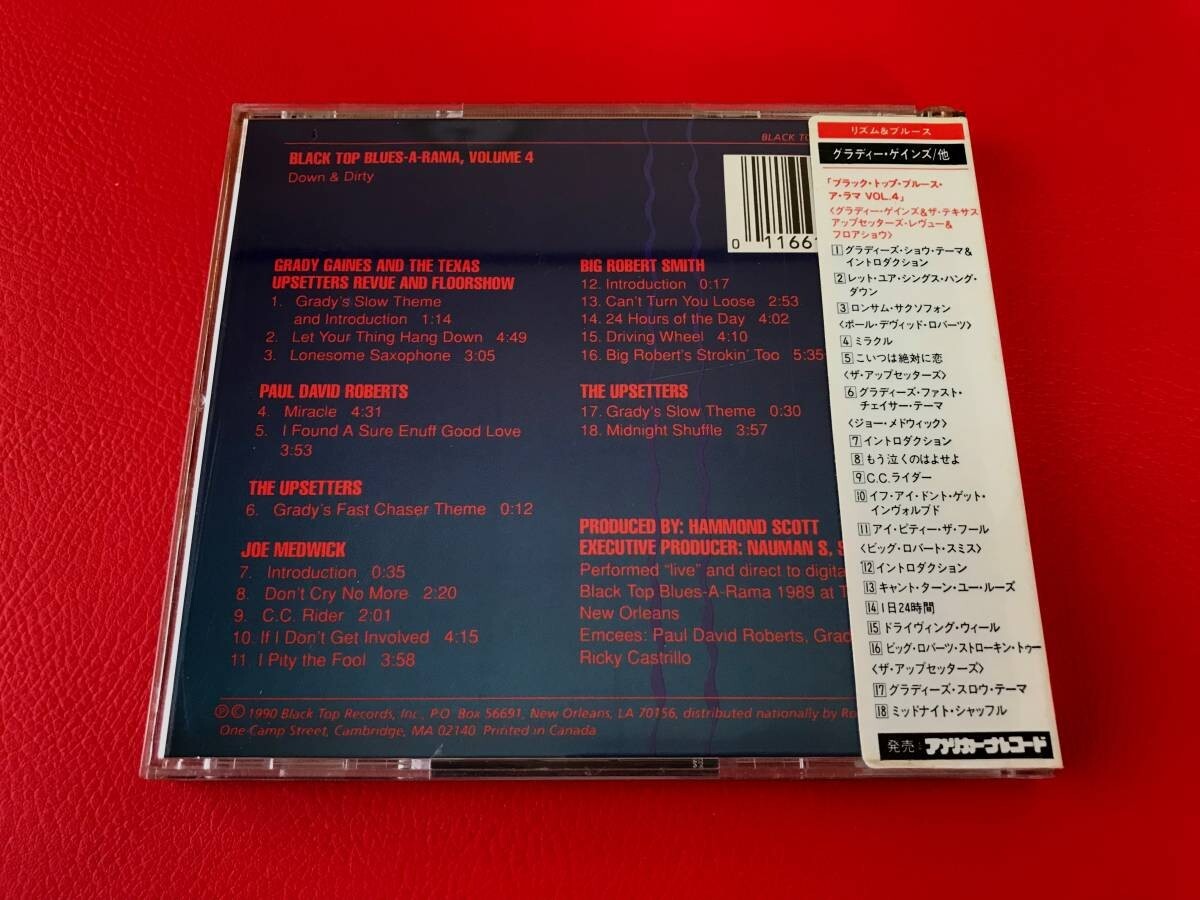 BLACK TO
BLACK TOP BLUES-A-RAMA, VOLUME 4
Down & Dirty
0 1166
GRADY GAINES AND THE TEXAS
UPSETTERS REVUE AND FLOORSHOW
1. Grady's Slow Theme
and Introduction 1:14
2. Let Your Thing Hang Down 4:49
3. Lonesome Saxophone 3:05
PAUL DAVID ROBERTS
4. Miracle 4:31
5. I Found A Sure Enuff Good Love
3:53
THE UPSETTERS
6. Grady's Fast Chaser Theme 0:12
JOE MEDWICK
7. Introduction 0:35
8. Don't Cry No More 2:20
9. C.C. Rider 2:01
10. If I Don't Get Involved 4:15
11. I Pity the Fool 3:58
BIG ROBERT SMITH
12. Introduction 0:17
13. Can't Turn You Loose 2:53
14. 24 Hours of the Day 4:02
15. Driving Wheel 4:10
16. Big Robert's Strokin' Too 5:35
THE UPSETTERS
17. Grady's Slow Theme 0:30
18. Midnight Shuffle 3:57
PRODUCED BY: HAMMOND SCOTT
EXECUTIVE PRODUCER: NAUMAN S, S
Performed "live" and direct to digita
Black Top Blues-A-Rama 1989 at T
New Orleans
Emcees: Paul David Roberts, Grad
Ricky Castrillo
Ⓟ© 1990 Black Top Records, Inc., P.O. Box 56691, New Orleans, LA 70156, distributed nationally by Ro
One Camp Street, Cambridge, MA 02140 Printed in Canada
リズム&ブルース
グラディー・ゲインズ/他
「ブラック・トップ・ブルース・
ア・ラマ VOL.4」
〈グラディー・ゲインズ&ザ・テキサス
アップセッターズ・レヴュー&
フロアショウ〉
1 グラディーズ・ショウ・テーマ&
イントロダクション
2 レット・ユア・シングス・ハング・
ダウン
3 ロンサム・サクソフォン
〈ポール・デヴィッド・ロバーツ〉
4 ミラクル
5 こいつは絶対に恋
〈ザ・アップセッターズ〉
6 グラディーズ・ファスト・
チェイサー・テーマ
〈ジョー・メドウィック〉
7 イントロダクション
8 もう泣くのはよせよ
9 C.C.ライダー
10 イフ・アイ・ドント・ゲット・
インヴォルブド
11 アイ・ピティー・ザ・フール
〈ビッグ・ロバート・スミス〉
12 イントロダクション
13 キャント・ターン・ユー・ルーズ
14 1日24時間
15 ドライヴィング・ウィール
16 ビッグ・ロバーツ・ストローキン・トゥー
〈ザ・アップセッターズ〉
17 グラディーズ・スロウ・テーマ
18 ミッドナイト・シャッフル
発売: アメリカーナレコード